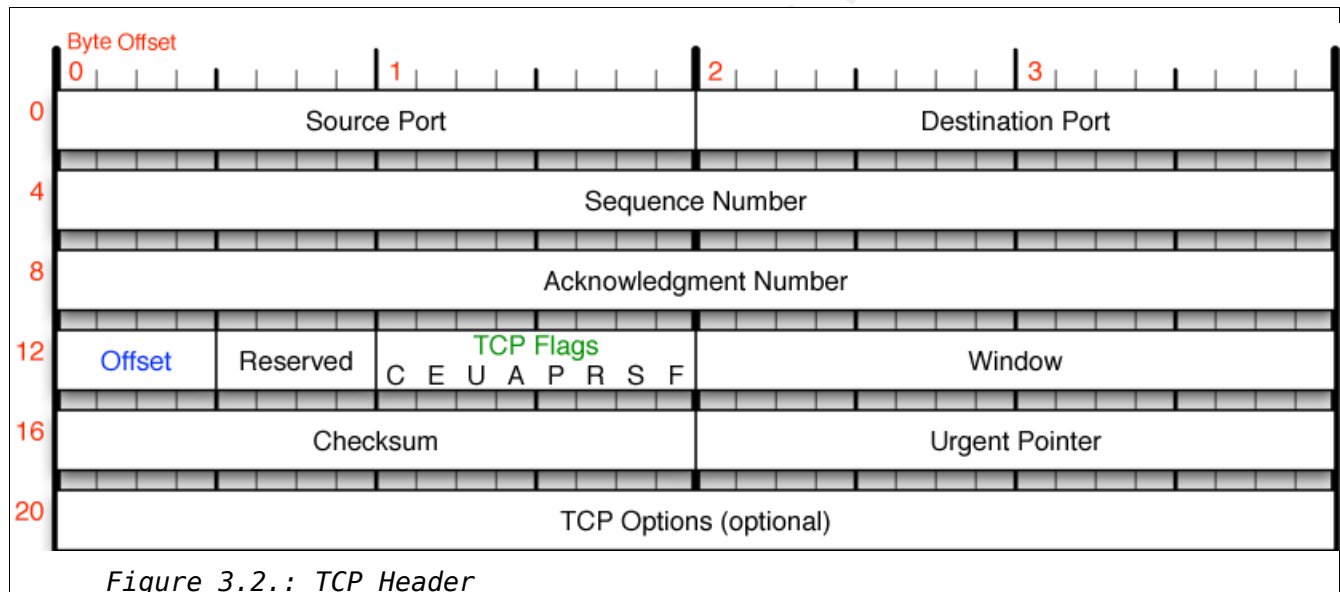 Byte Offset
0 1 2 3
0 Source Port Destination Port
4 Sequence Number
8 Acknowledgment Number
TCP Flags
12 Offset Reserved Window
C E U A P R S F
16 Checksum Urgent Pointer
20 TCP Options (optional)
Figure 3.2.: TCP Header